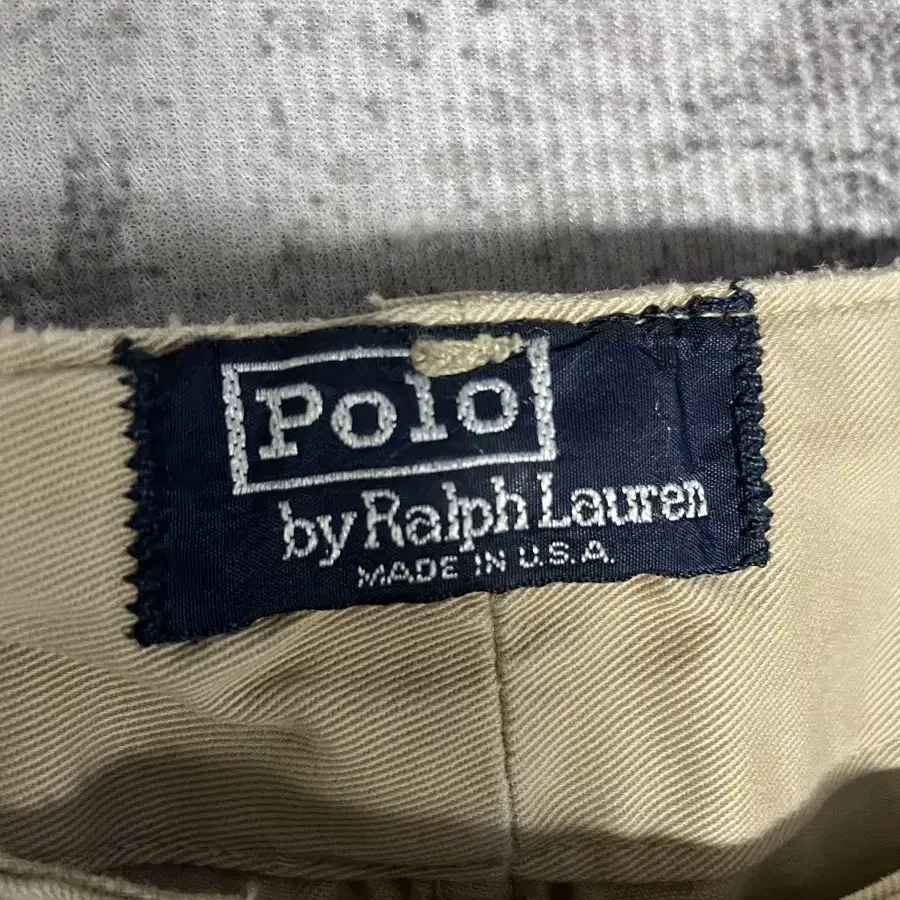 Polo
by Ralph Lauren
MADE IN U.S.A.